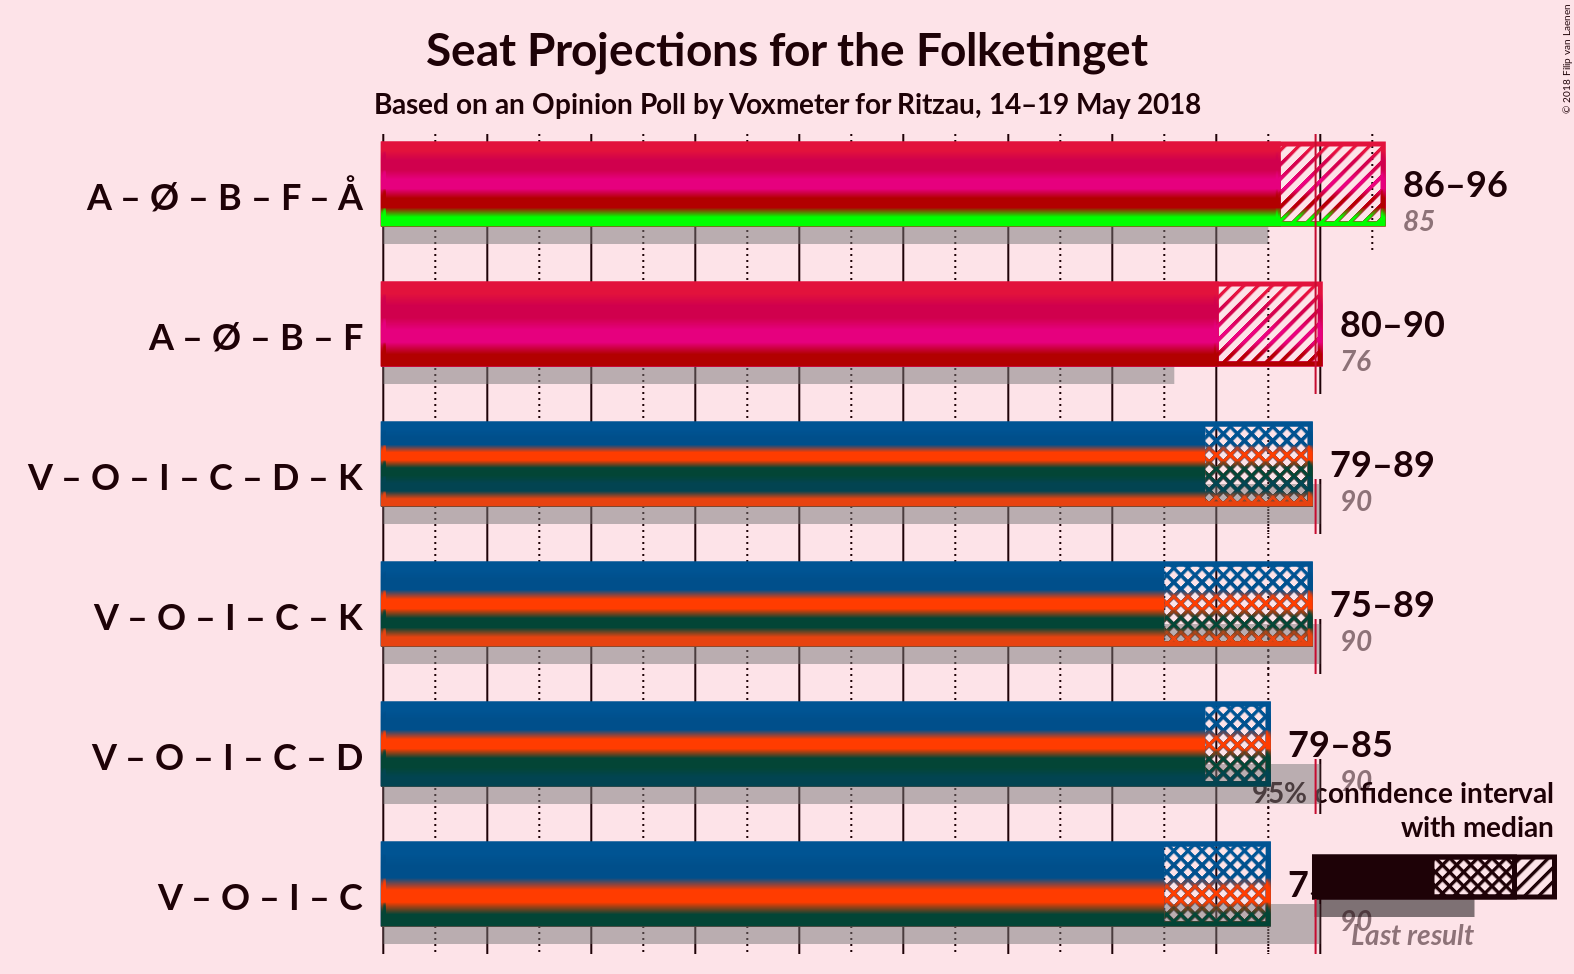 Seat Projections for the Folketinget
Based on an Opinion Poll by Voxmeter for Ritzau, 14–19 May 2018
© 2018 Filip van Laenen
A – Ø – B – F – Å
86–96
85
A – Ø – B – F
80–90
76
V – O – I – C – D – K
79–89
90
V – O – I – C – K
75–89
90
V – O – I – C – D
79–85
90
95% confidence interval
with median
V – O – I – C
90
Last result